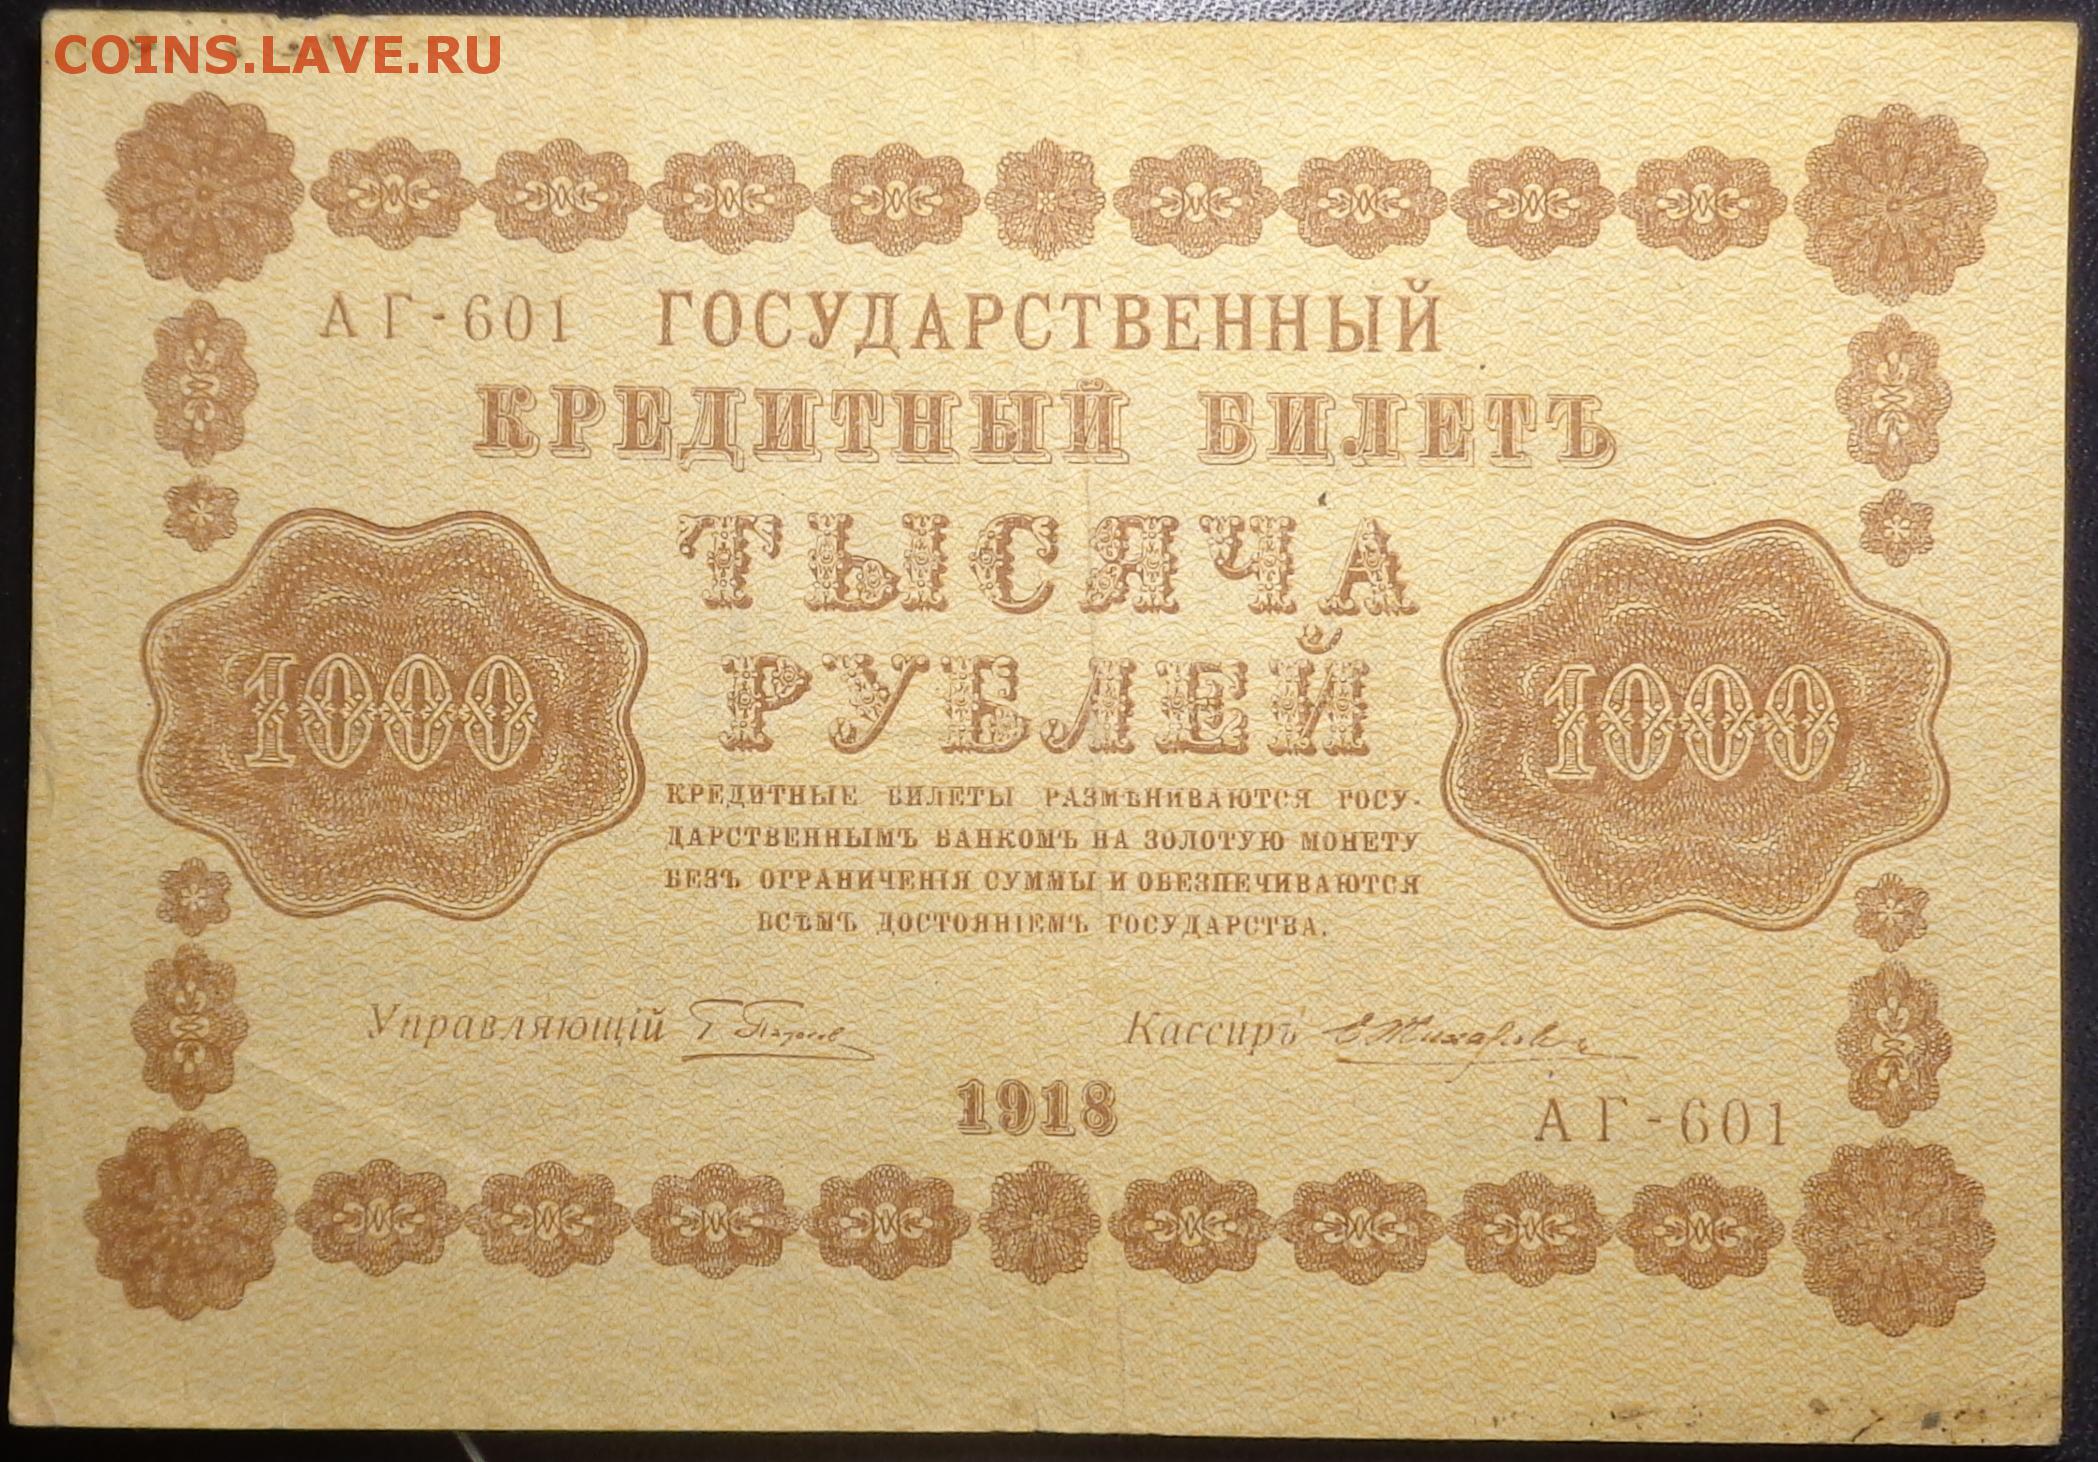 COINS.LAVE.RU
АГ-601 ГОСУДАРСТВЕННЫЙ
КРЕДИТНЫЙ БИЛЕТЪ
ТЫСЯЧА
РУБЛЕЙ
1000 1000
КРЕДИТНЫЕ БИЛЕТЫ РАЗМѢНИВАЮТСЯ ГОСУ-
ДАРСТВЕННЫМЪ БАНКОМЪ НА ЗОЛОТУЮ МОНЕТУ
БЕЗЪ ОГРАНИЧЕНІЯ СУММЫ И ОБЕЗПЕЧИВАЮТСЯ
ВСѢМЪ ДОСТОЯНІЕМЪ ГОСУДАРСТВА.
Управляющій Кассиръ
1918
АГ-601